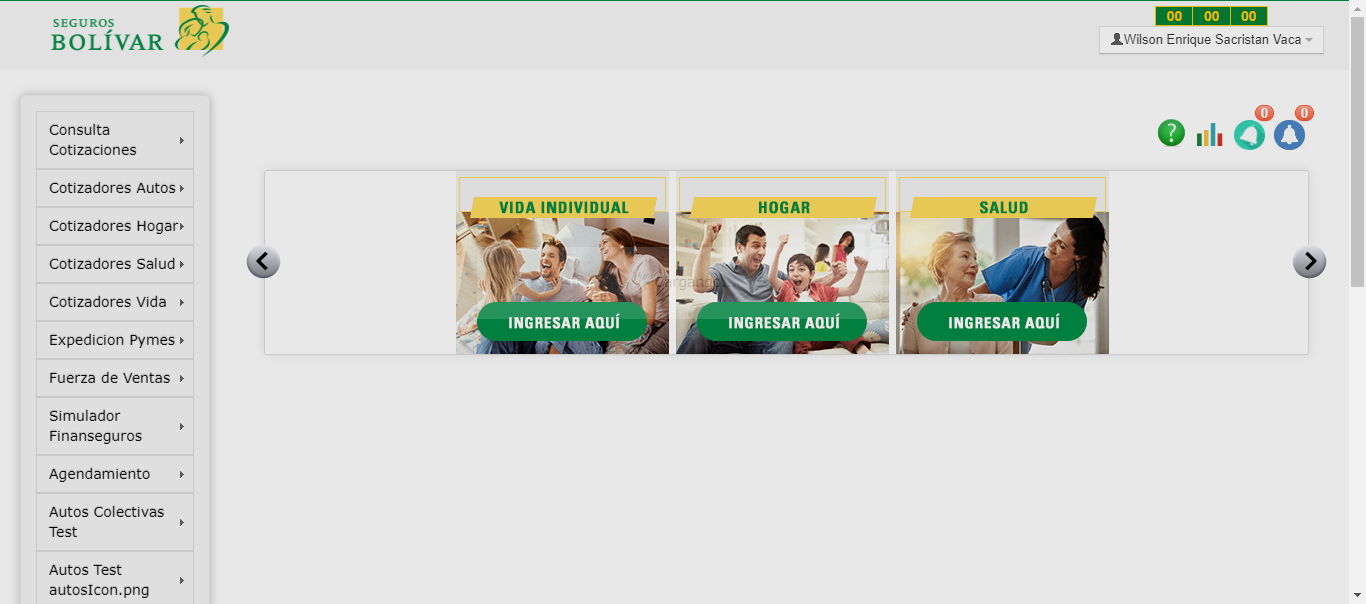 SEGUROS
BOLÍVAR
00 00 00
Wilson Enrique Sacristan Vaca
Consulta
Cotizaciones
Cotizadores Autos
Cotizadores Hogar
Cotizadores Salud
Cotizadores Vida
Expedicion Pymes
Fuerza de Ventas
Simulador
Finanseguros
Agendamiento
Autos Colectivas
Test
Autos Test
autosIcon.png
?
0 0
VIDA INDIVIDUAL
INGRESAR AQUÍ
HOGAR
INGRESAR AQUÍ
SALUD
INGRESAR AQUÍ